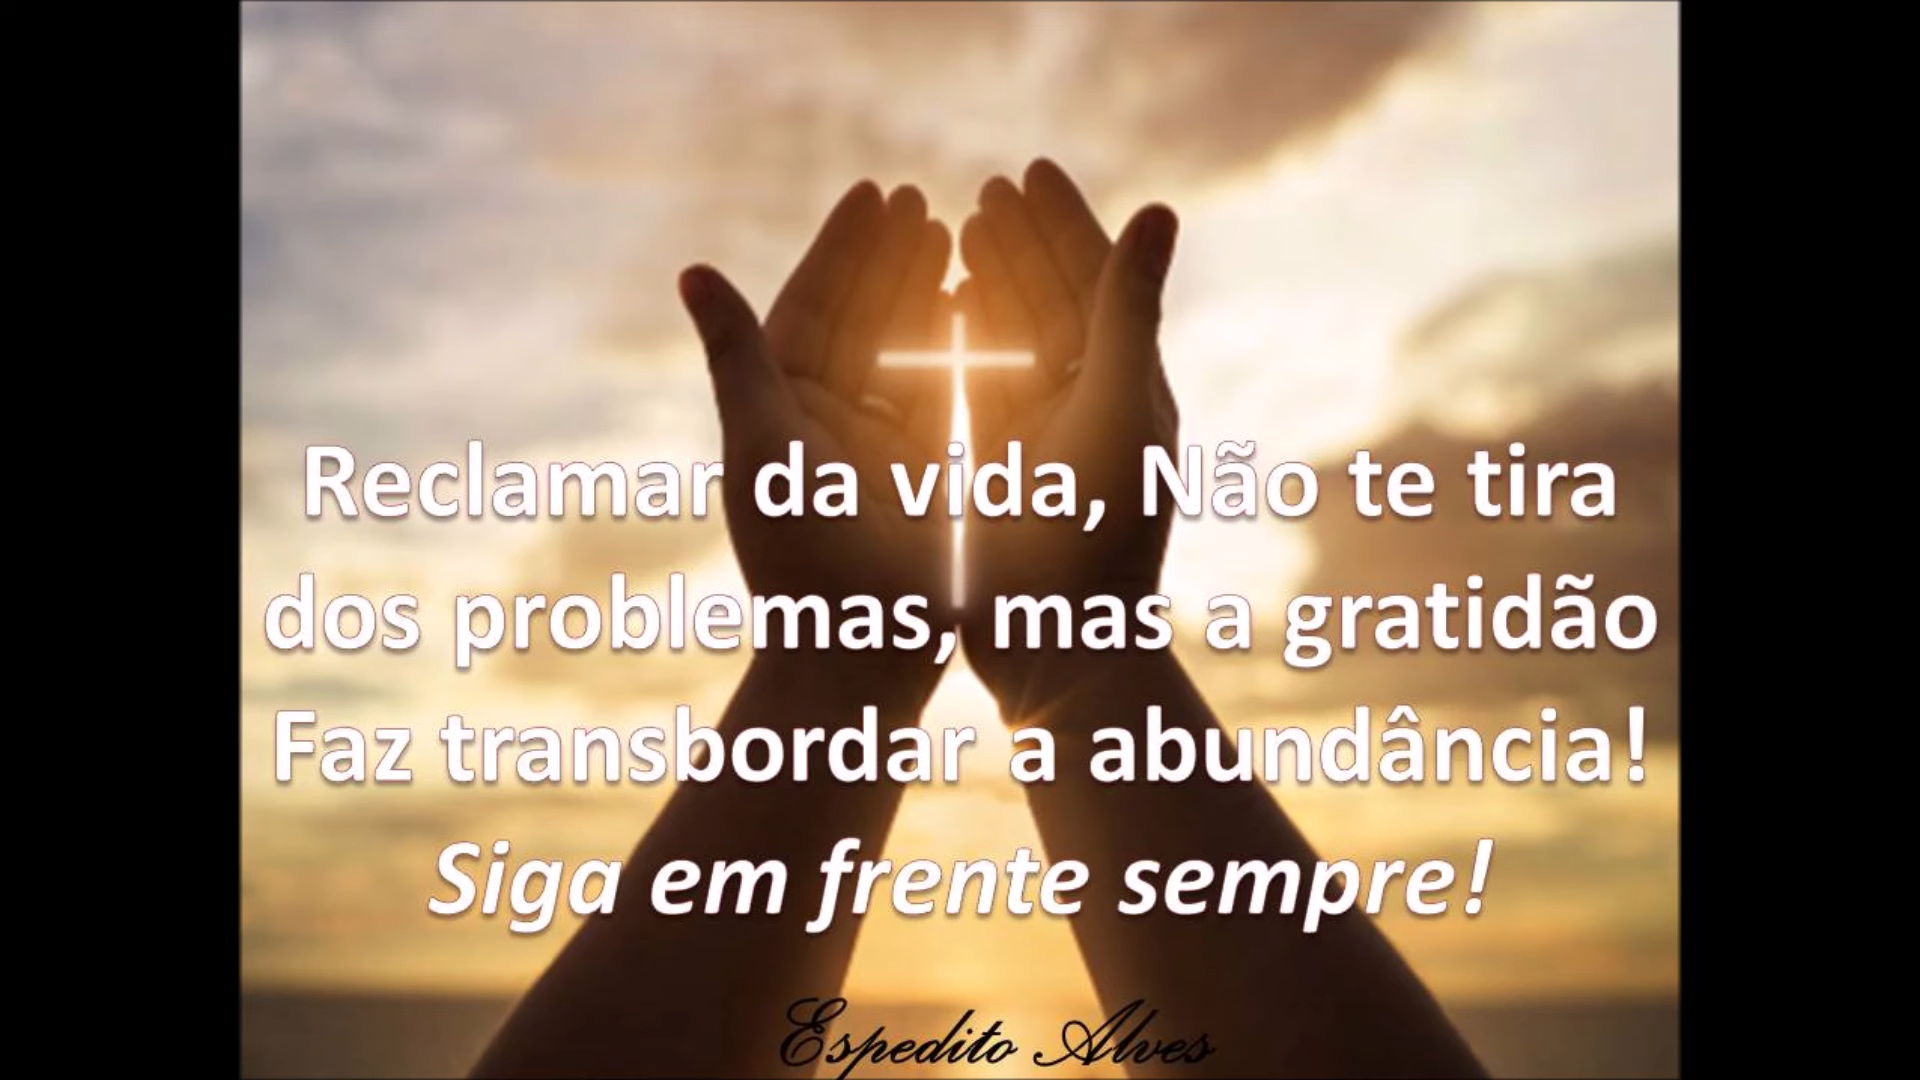 Reclamar da vida, Não te tira
dos problemas, mas a gratidão
Faz transbordar a abundância!
Siga em frente sempre!
Espedito Alves